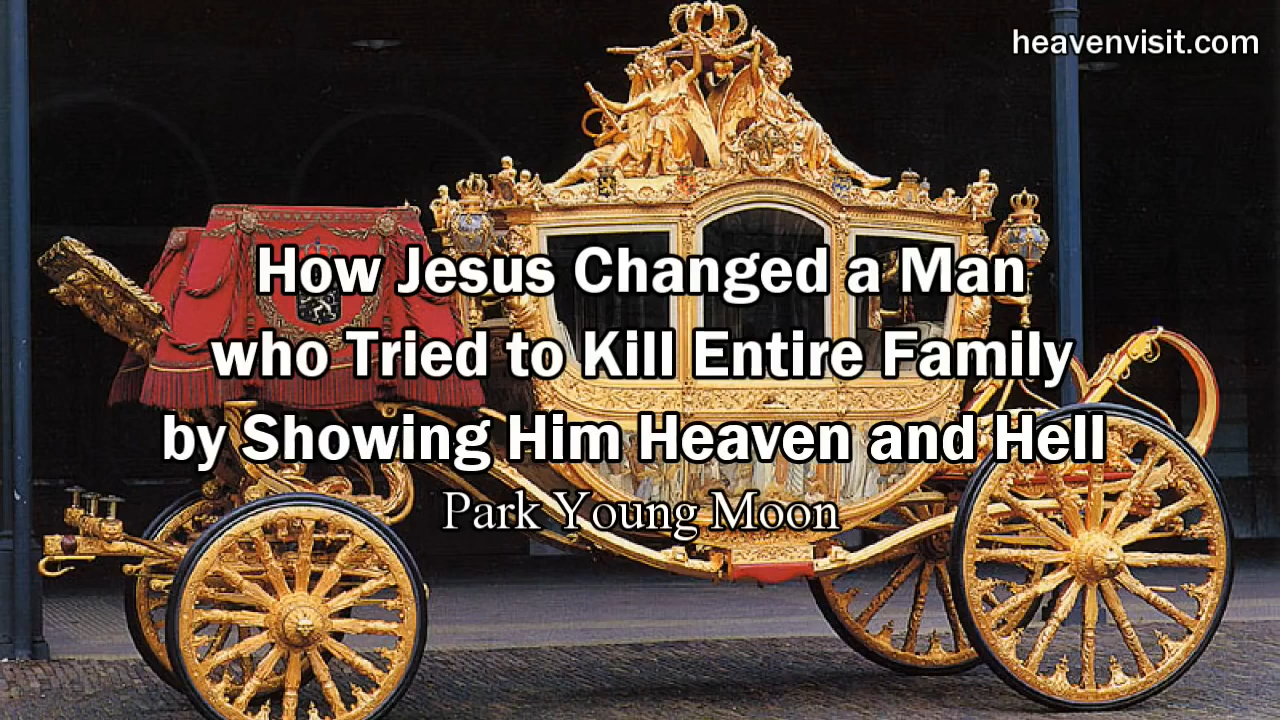 heavenvisit.com
How Jesus Changed a Man
who Tried to Kill Entire Family
by Showing Him Heaven and Hell
Park Young Moon